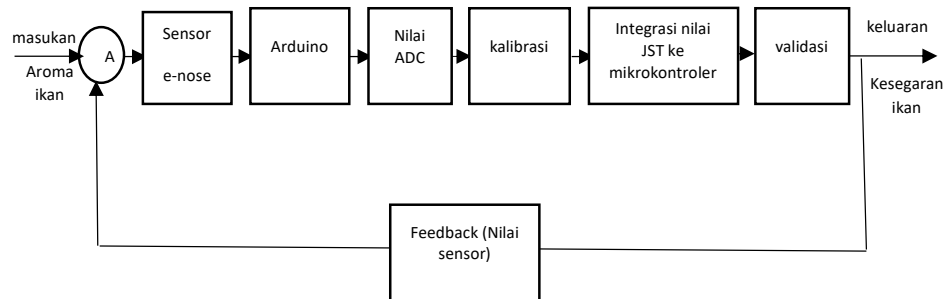 masukan
Aroma
ikan
A
Sensor
e-nose
Arduino
Nilai
ADC
kalibrasi
Integrasi nilai
JST ke
mikrokontroler
validasi
keluaran
Kesegaran
ikan
Feedback (Nilai
sensor)